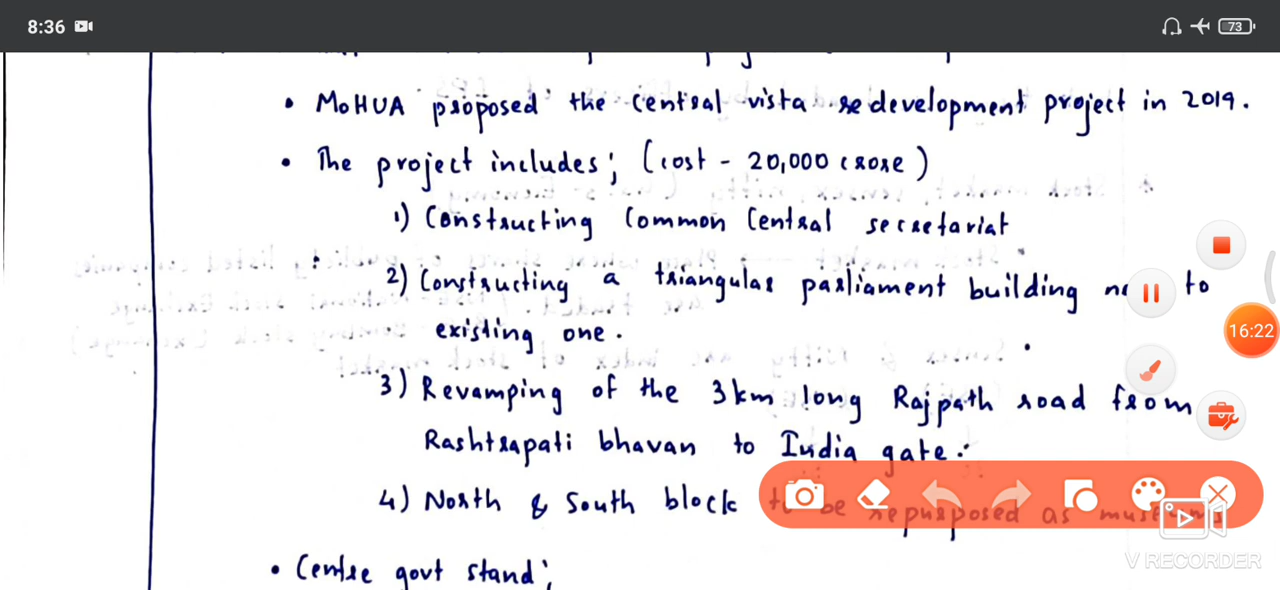 8:36
73
• MoHUA proposed the central vista redevelopment project in 2019.
• The project includes; (cost - 20,000 crore)
1) Constructing Common Central secretariat
2) Constructing a triangular parliament building to
existing one.
3) Revamping of the 3km long Rajpath road from
Rashtrapati bhavan to India gate.
4) North & South block to be repurposed as museums
• Centre govt stand;
16:22
V RECORDER